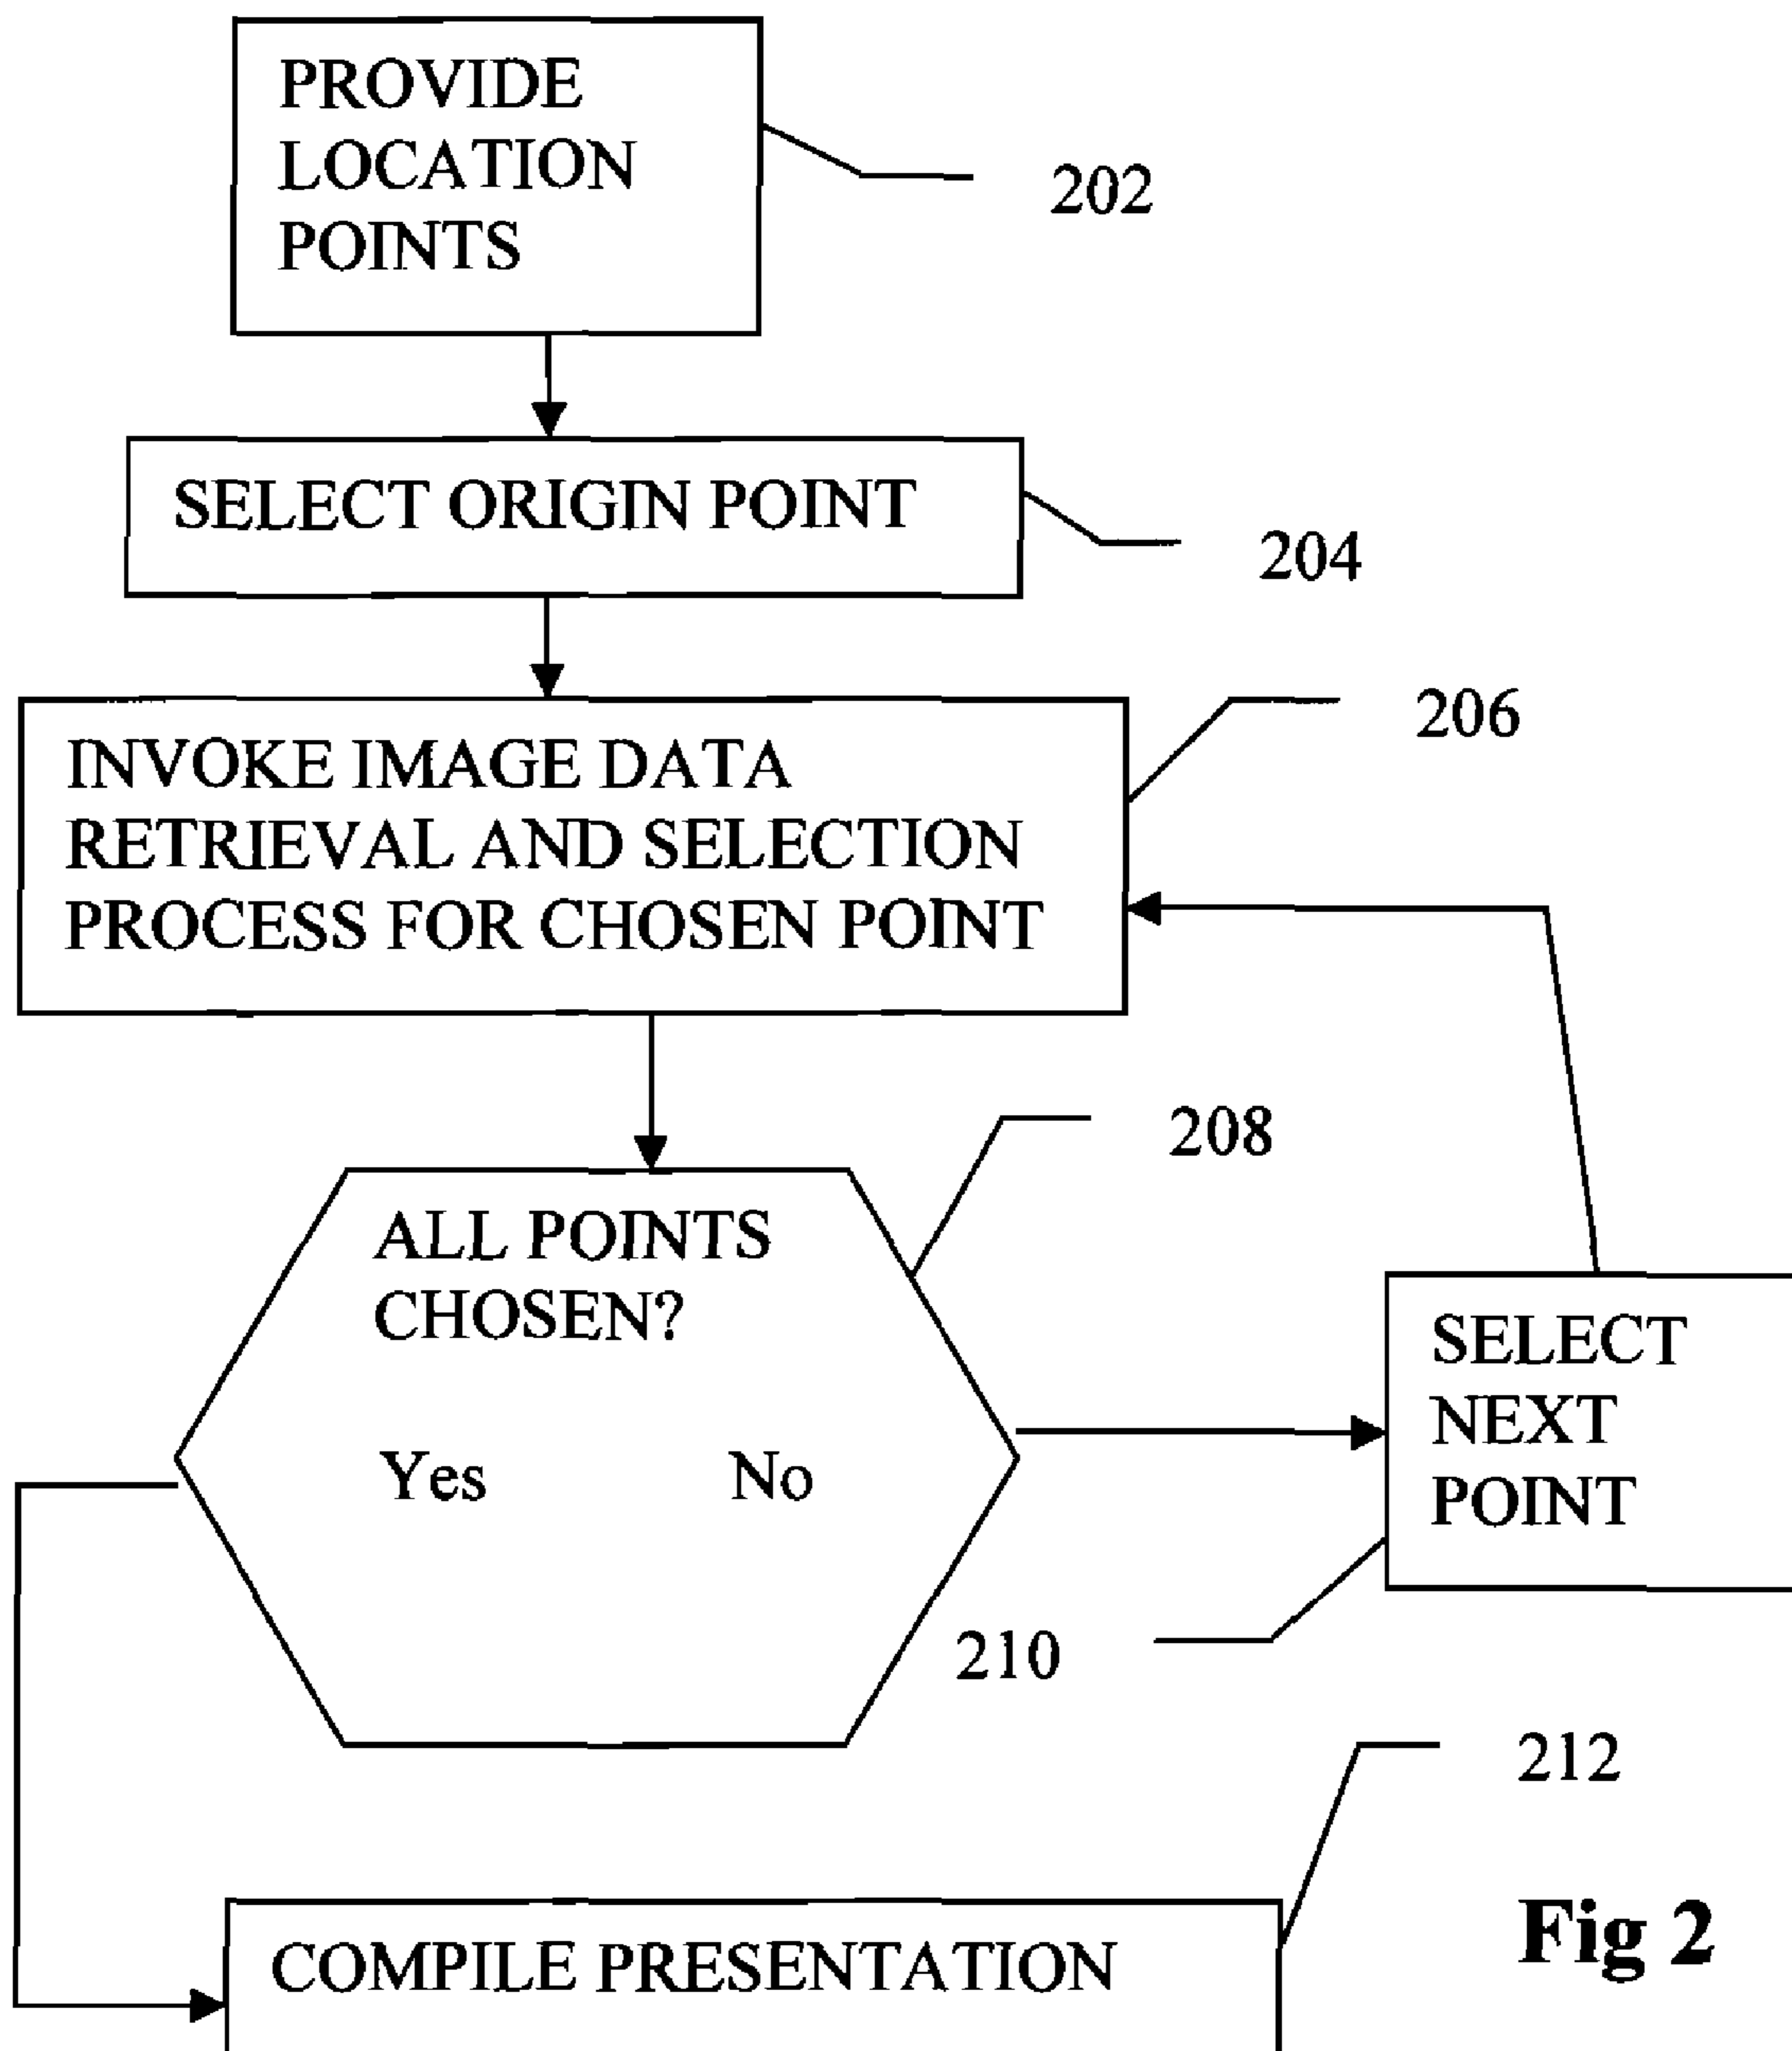 PROVIDE
LOCATION
POINTS
202
SELECT ORIGIN POINT
204
206
INVOKE IMAGE DATA
RETRIEVAL AND SELECTION
PROCESS FOR CHOSEN POINT
208
ALL POINTS
CHOSEN?
Yes No
SELECT
NEXT
POINT
210
212
COMPILE PRESENTATION
Fig 2